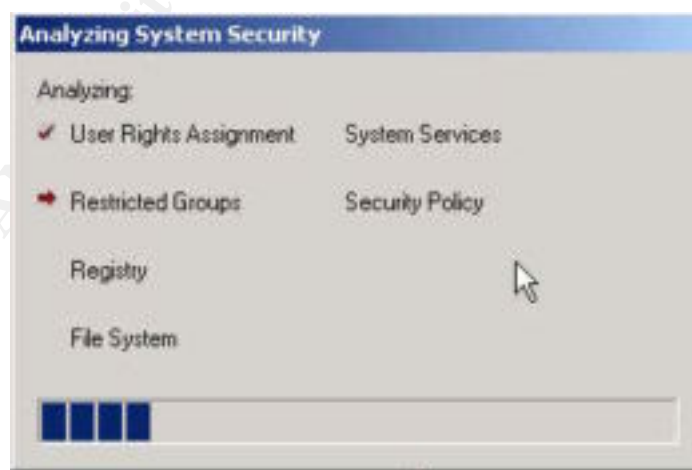 Analyzing System Security
Analyzing:
User Rights Assignment
System Services
Restricted Groups
Security Policy
Registry
File System